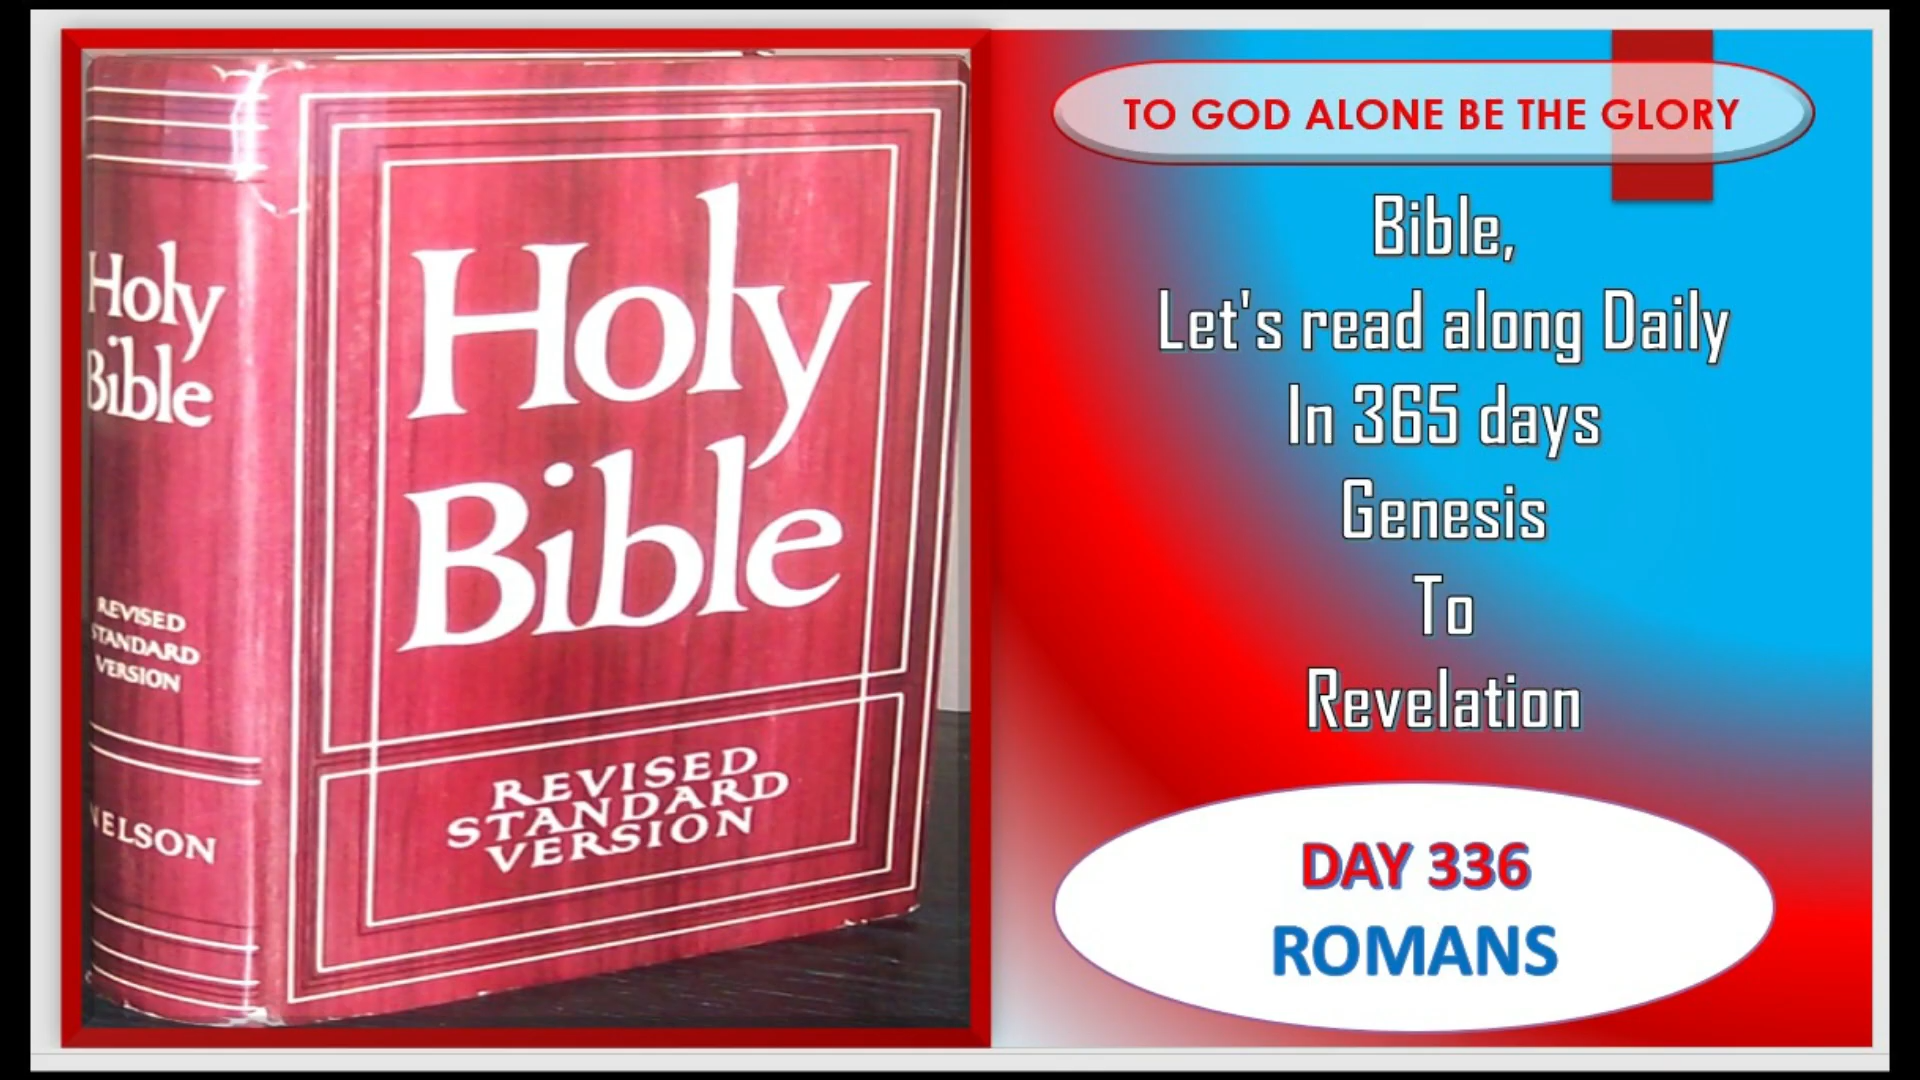 Holy
Bible
REVISED
STANDARD
VERSION
NELSON
Holy
Bible
REVISED
STANDARD
VERSION
TO GOD ALONE BE THE GLORY
Bible,
Let's read along Daily
In 365 days
Genesis
To
Revelation
DAY 336
ROMANS